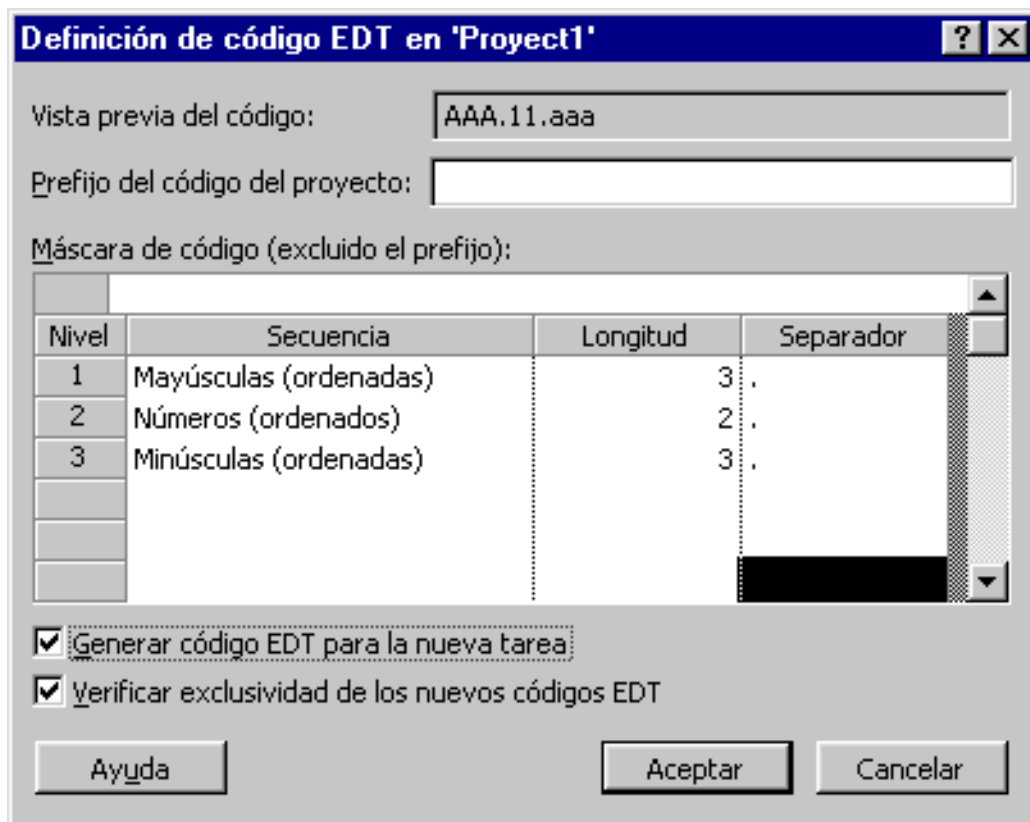 Definición de código EDT en 'Proyect1'
Vista previa del código: AAA.11.aaa
Prefijo del código del proyecto:
Máscara de código (excluido el prefijo):
Nivel Secuencia Longitud Separador
1 Mayúsculas (ordenadas) 3 .
2 Números (ordenados) 2 .
3 Minúsculas (ordenadas) 3 .
Generar código EDT para la nueva tarea
Verificar exclusividad de los nuevos códigos EDT
Ayuda Aceptar Cancelar